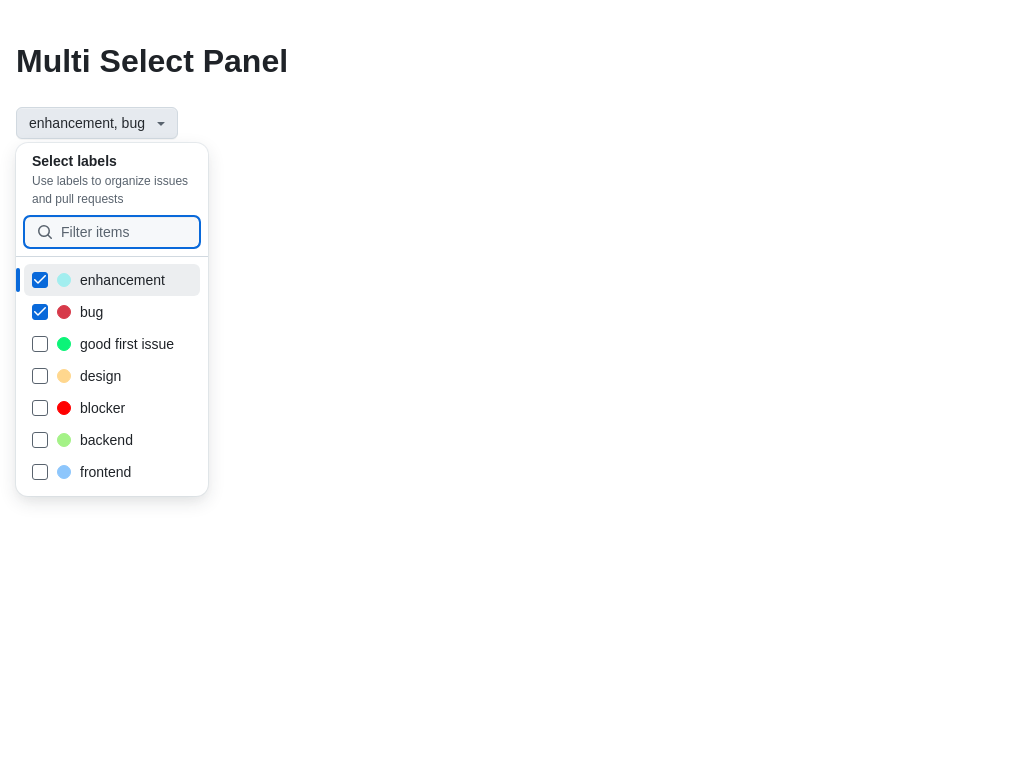 Multi Select Panel
enhancement, bug
Select labels
Use labels to organize issues
and pull requests
Filter items
enhancement
bug
good first issue
design
blocker
backend
frontend